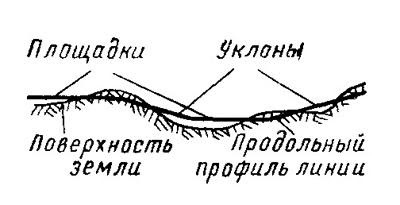 Площадки
Уклоны
Поверхность
земли
Продольный
профиль линии